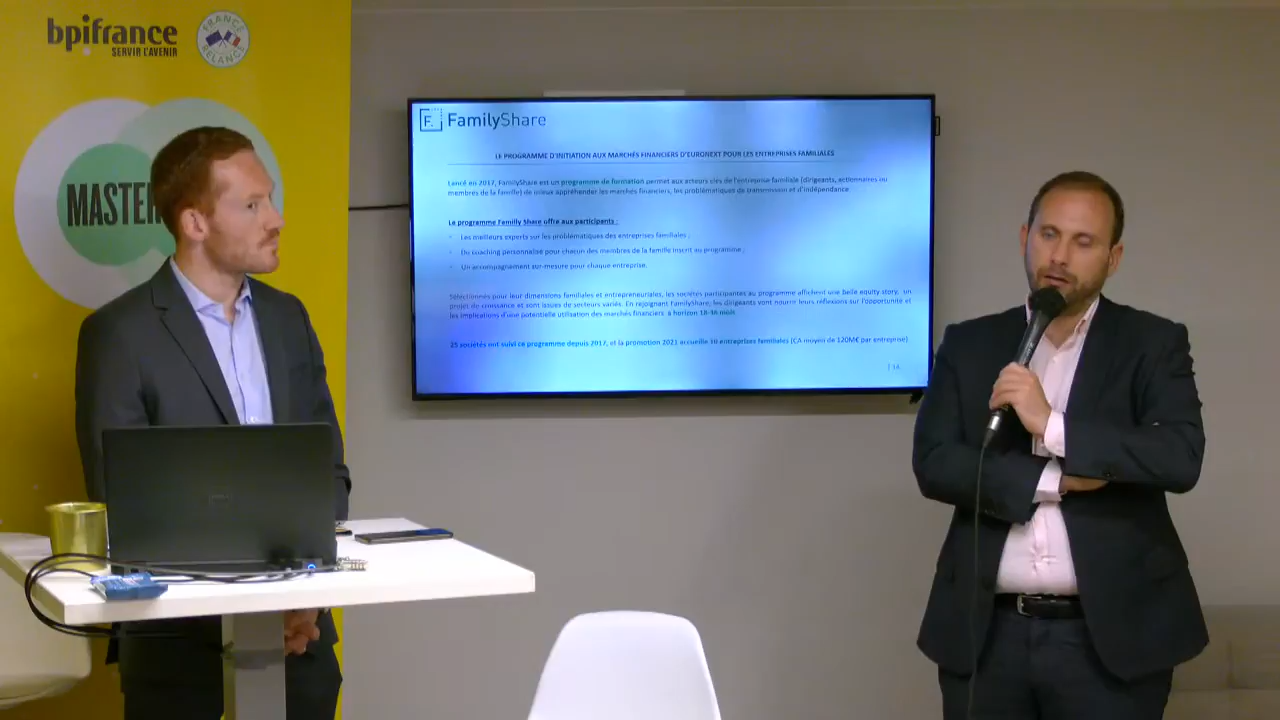 bpifrance
SERVIR L'AVENIR
FRANCE
RELANCE
MASTER
F.
FamilyShare
LE PROGRAMME D'INITIATION AUX MARCHÉS FINANCIERS D'EURONEXT POUR LES ENTREPRISES FAMILIALES
Lancé en 2017, FamilyShare est un programme de formation permet aux acteurs clés de l'entreprise familiale (dirigeants, actionnaires ou
membres de la famille) de mieux appréhender les marchés financiers, les problématiques de transmission et d'indépendance
Le programme Familly Share offre aux participants :
- Les meilleurs experts sur les problématiques des entreprises familiales ;
- Du coaching personnalisé pour chacun des membres de la famille inscrit au programme ;
- Un accompagnement sur-mesure pour chaque entreprise.
Sélectionnés pour leur dimensions familiales et entrepreneuriales, les sociétés participantes au programme affichent une belle equity story, un
projet de croissance et sont issues de secteurs variés. En rejoignant FamilyShare, les dirigeants vont nourrir leurs réflexions sur l'opportunité et
les implications d'une potentielle utilisation des marchés financiers à horizon 18-36 mois.
25 sociétés ont suivi ce programme depuis 2017, et la promotion 2021 accueille 10 entreprises familiales (CA moyen de 120M€ par entreprise)
| 14
DELL